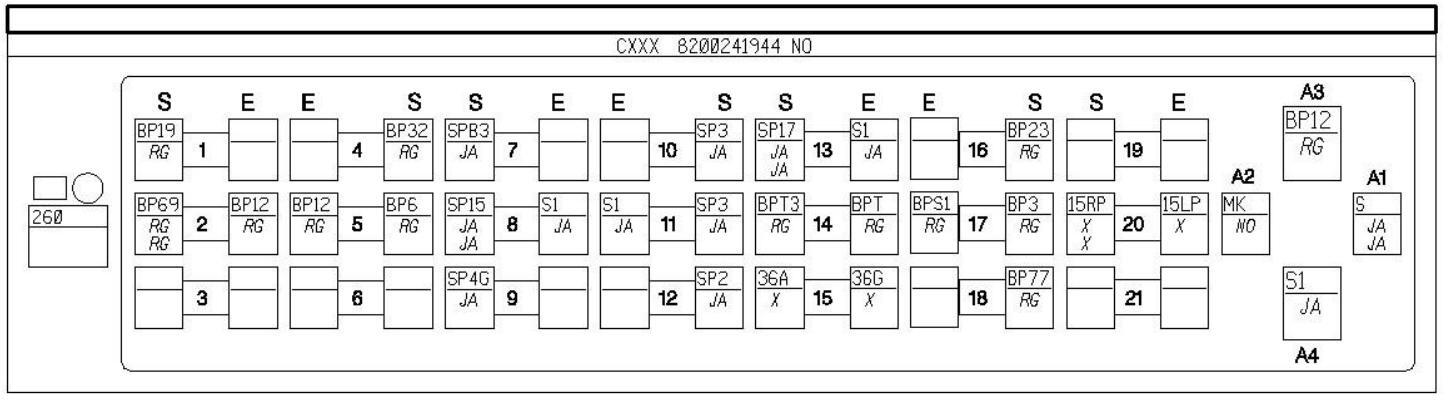 CXXX 8200241944 NO
S E E S S E E S S E E S S E A3
BP19 BP32 SPB3 SP3 SP17 S1 BP23 BP12
RG 1 4 RG JA 7 10 JA JA 13 JA 16 RG 19 RG
JA
A2 A1
260 BP69 BP12 BP12 BP6 SP15 S1 S1 SP3 BPT3 BPT BPS1 BP3 15RP 15LP MK S
RG 2 RG RG 5 RG JA 8 JA JA 11 JA RG 14 RG RG 17 RG X 20 X NO JA
RG JA X JA
SP4G SP2 36A 36G BP77 S1
3 6 JA 9 12 JA X 15 X 18 RG 21 JA
A4